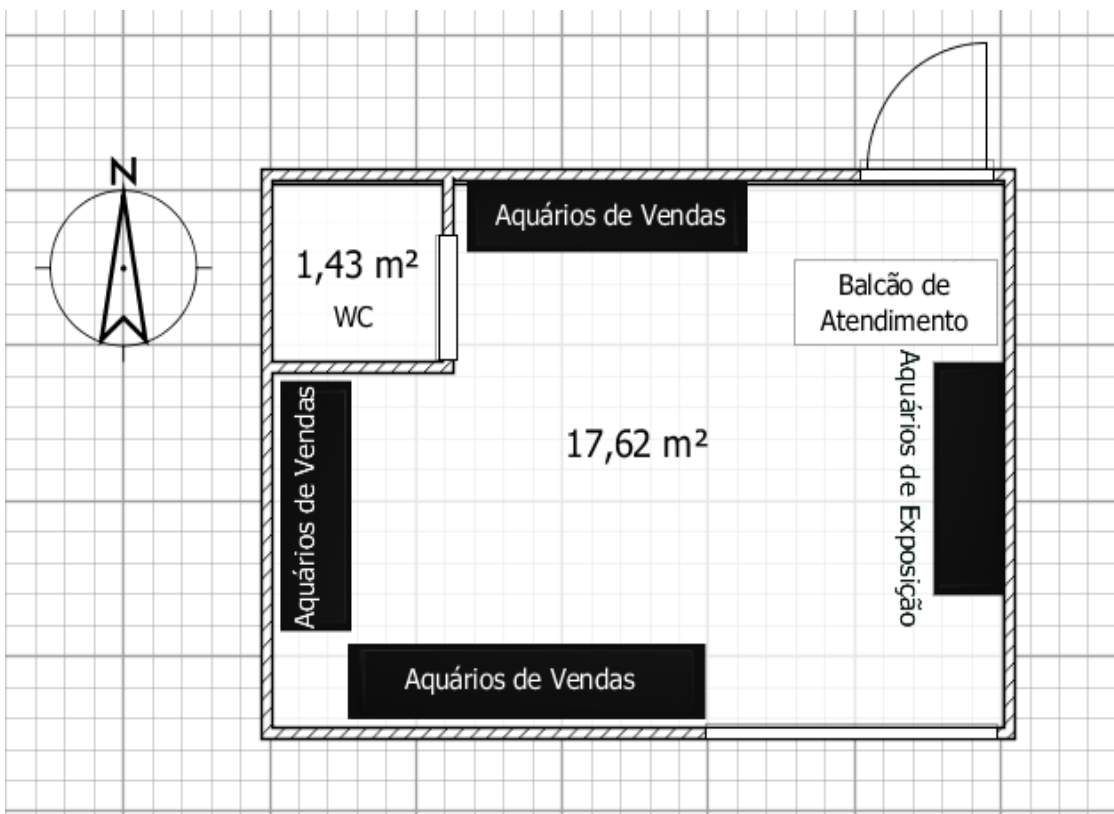 N
Aquários de Vendas
1,43 m²
WC
Balcão de
Atendimento
Aquários de Exposição
Aquários de Vendas
17,62 m²
Aquários de Vendas